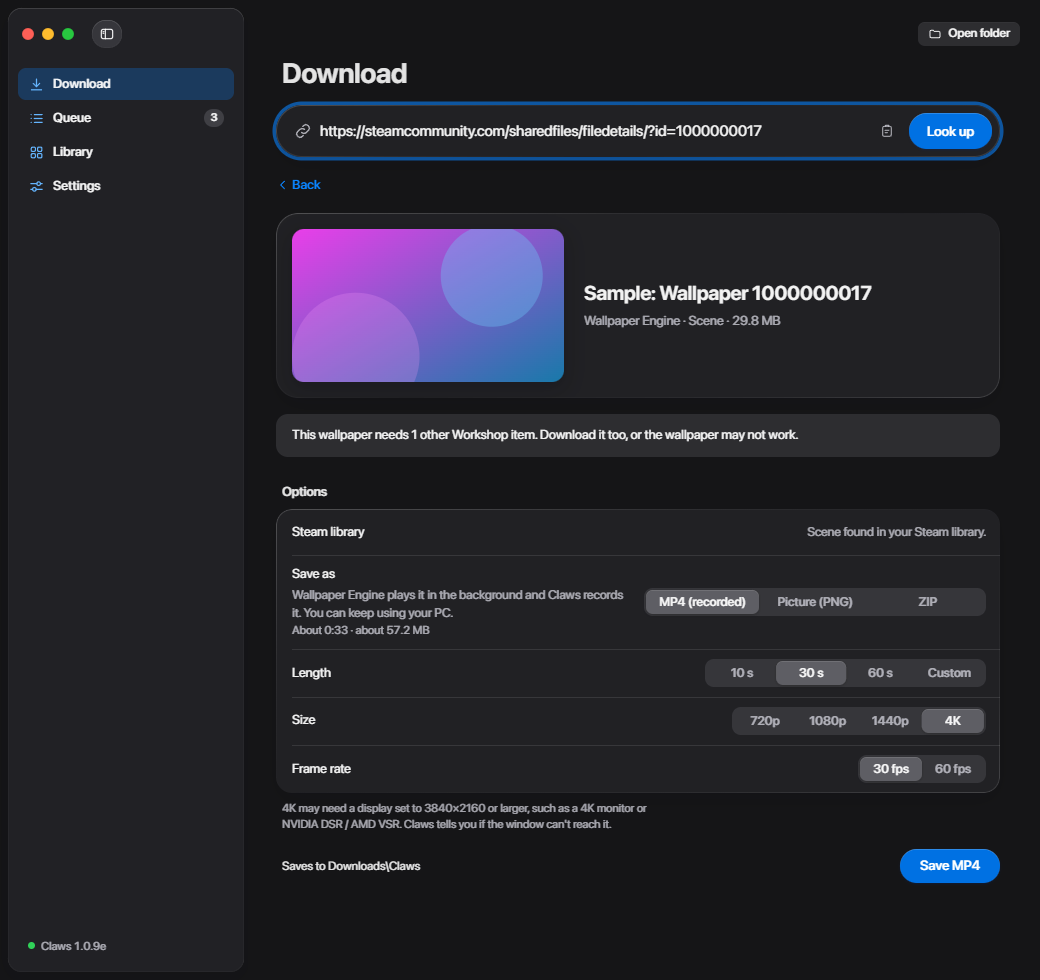 Open folder
Download
Queue
3
Library
Settings
Download
https://steamcommunity.com/sharedfiles/filedetails/?id=1000000017
Look up
Back
Sample: Wallpaper 1000000017
Wallpaper Engine · Scene · 29.8 MB
This wallpaper needs 1 other Workshop item. Download it too, or the wallpaper may not work.
Options
Steam library
Scene found in your Steam library.
Save as
Wallpaper Engine plays it in the background and Claws records
it. You can keep using your PC.
About 0:33 · about 57.2 MB
MP4 (recorded)
Picture (PNG)
ZIP
Length
10 s
30 s
60 s
Custom
Size
720p
1080p
1440p
4K
Frame rate
30 fps
60 fps
4K may need a display set to 3840×2160 or larger, such as a 4K monitor or
NVIDIA DSR / AMD VSR. Claws tells you if the window can't reach it.
Saves to Downloads\Claws
Save MP4
Claws 1.0.9e